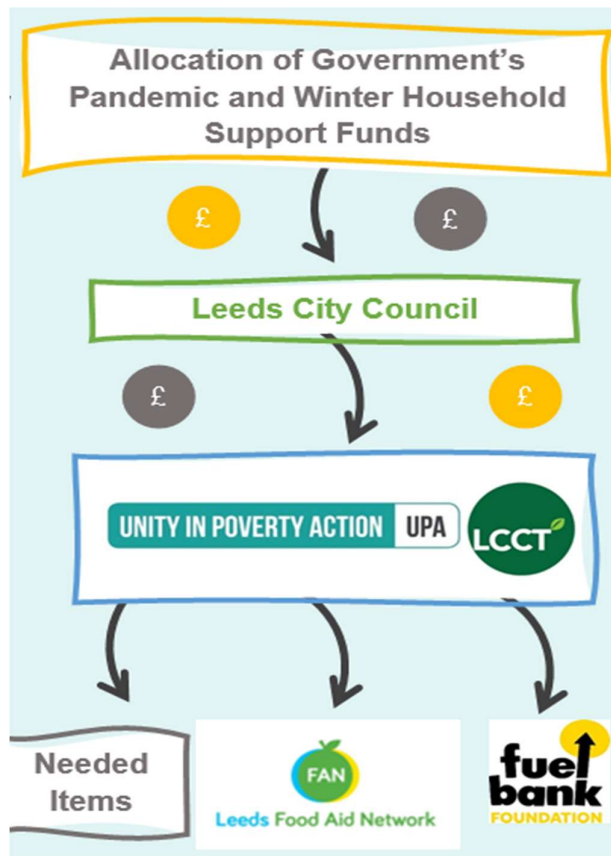 Allocation of Government's
Pandemic and Winter Household
Support Funds
£
£
Leeds City Council
£
£
UNITY IN POVERTY ACTION UPA
LCCT
Needed
Items
FAN
Leeds Food Aid Network
fuel
bank
FOUNDATION